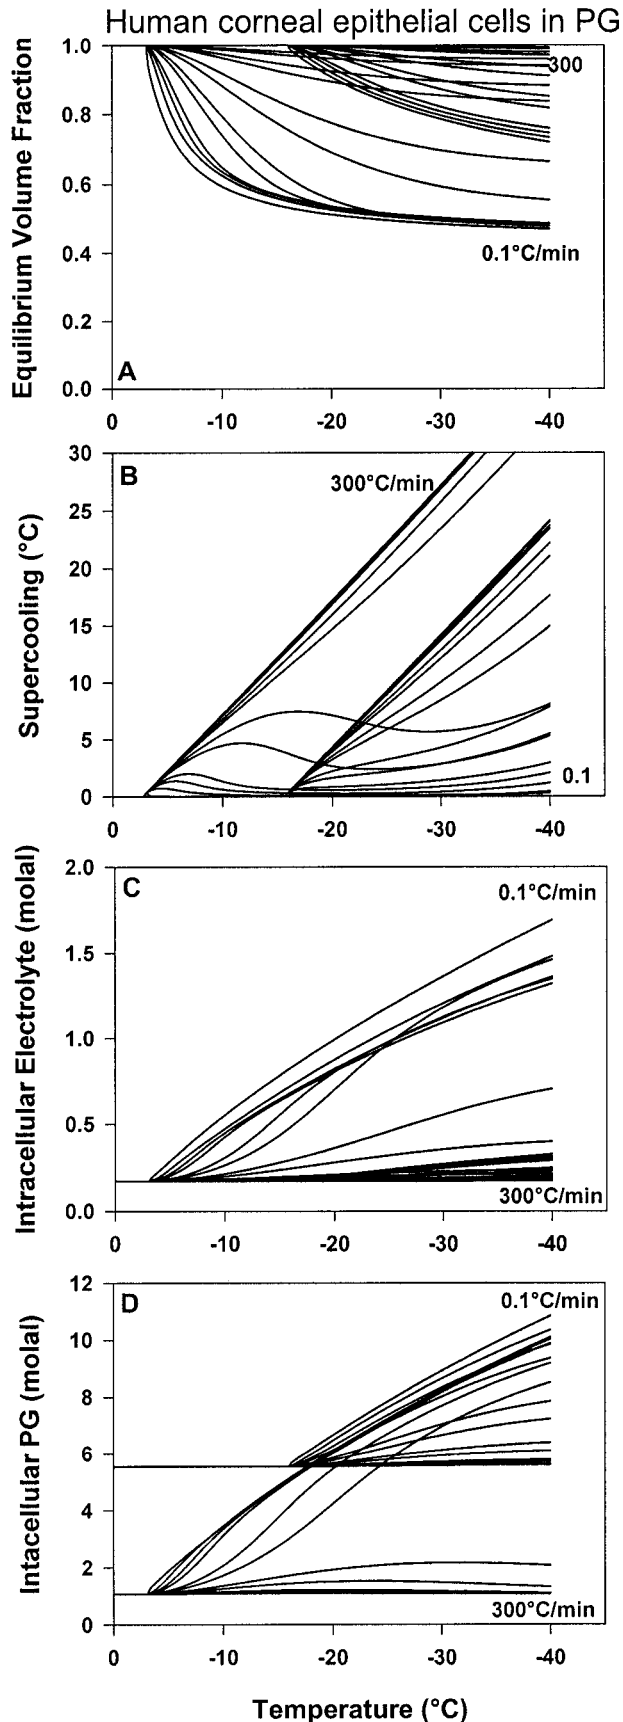 Human corneal epithelial cells in PG
Equilibrium Volume Fraction
1.0
0.8
0.6
0.4
0.2
0.0
300
0.1°C/min
A
0
-10
-20
-30
-40
Supercooling (°C)
30
25
20
15
10
5
0
B
300°C/min
0.1
0
-10
-20
-30
-40
Intracellular Electrolyte (molal)
2.0
1.5
1.0
0.5
0.0
C
0.1°C/min
300°C/min
0
-10
-20
-30
-40
Intacellular PG (molal)
12
10
8
6
4
2
0
D
0.1°C/min
300°C/min
0
-10
-20
-30
-40
Temperature (°C)